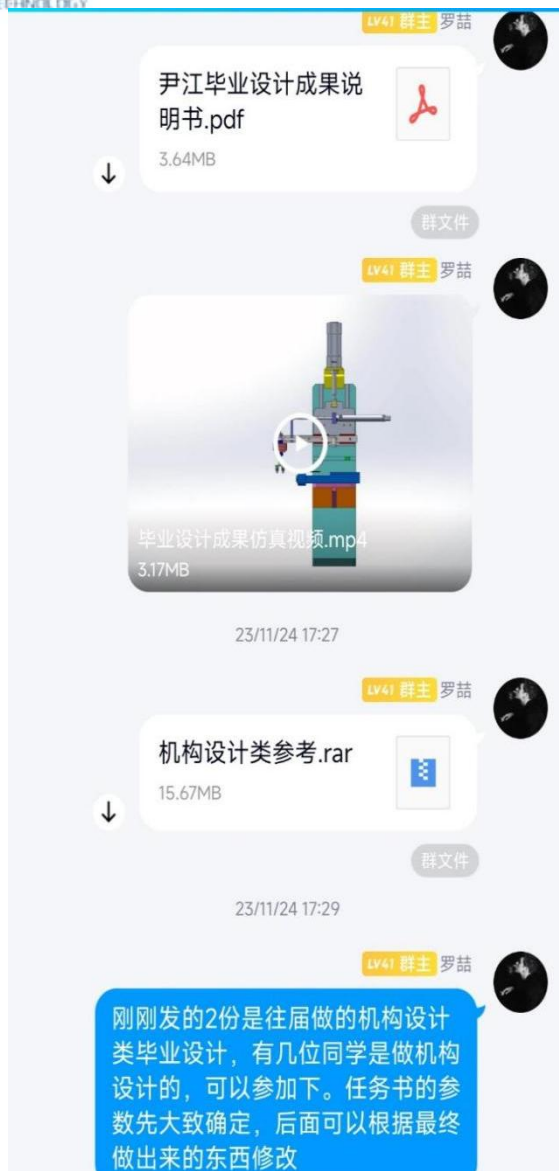 TECHNOLOGY
LV41 群主 罗喆
尹江毕业设计成果说
明书.pdf
3.64MB
群文件
LV41 群主 罗喆
毕业设计成果仿真视频.mp4
3.17MB
23/11/24 17:27
LV41 群主 罗喆
机构设计类参考.rar
15.67MB
群文件
23/11/24 17:29
LV41 群主 罗喆
刚刚发的2份是往届做的机构设计
类毕业设计，有几位同学是做机构
设计的，可以参加下。任务书的参
数先大致确定，后面可以根据最终
做出来的东西修改